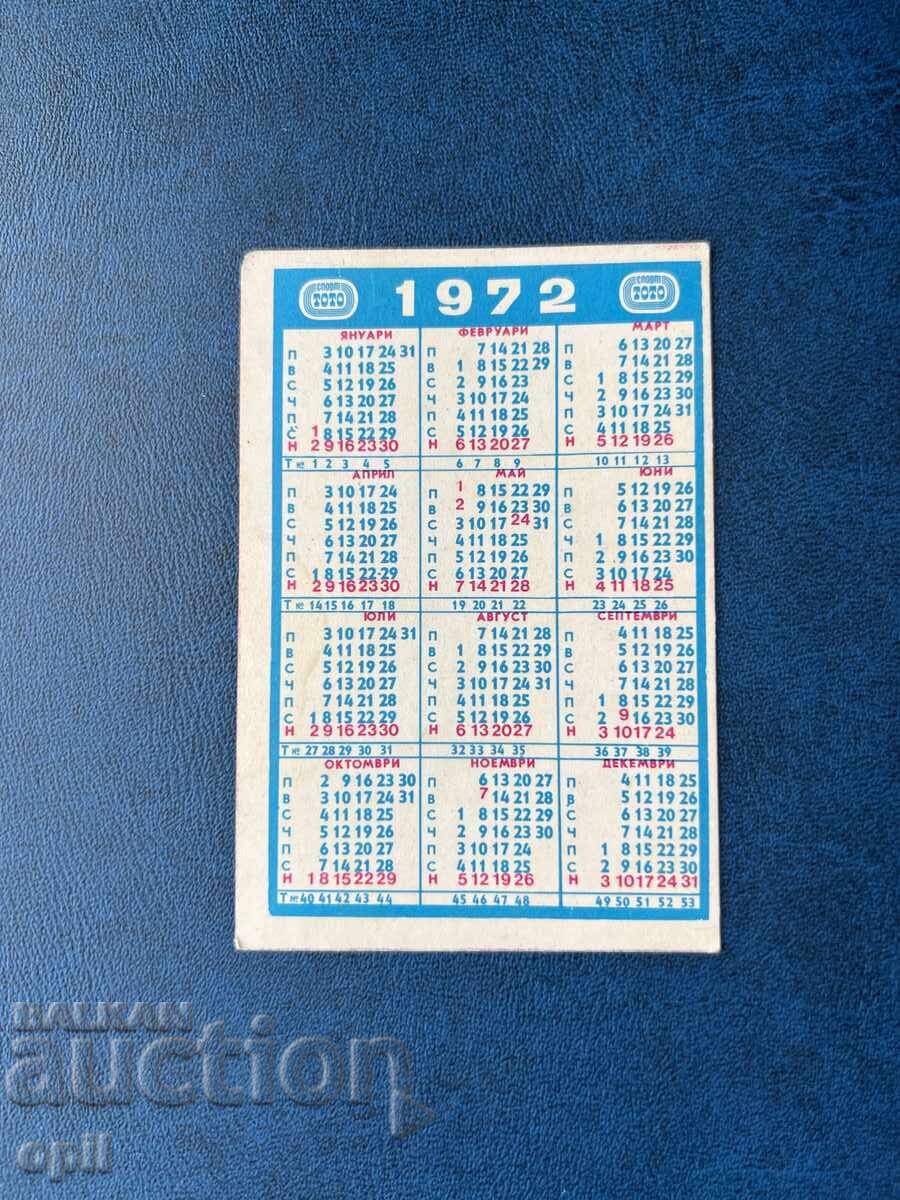 спорт ТОТО 1972 спорт ТОТО
ЯНУАРИ
П 3 10 17 24 31
В 4 11 18 25
С 5 12 19 26
Ч 6 13 20 27
П 7 14 21 28
С 1 8 15 22 29
Н 2 9 16 23 30
Т № 1 2 3 4 5
ФЕВРУАРИ
П 7 14 21 28
В 1 8 15 22 29
С 2 9 16 23
Ч 3 10 17 24
П 4 11 18 25
С 5 12 19 26
Н 6 13 20 27
6 7 8 9
МАРТ
П 6 13 20 27
В 7 14 21 28
С 1 8 15 22 29
Ч 2 9 16 23 30
П 3 10 17 24 31
С 4 11 18 25
Н 5 12 19 26
10 11 12 13
АПРИЛ
П 3 10 17 24
В 4 11 18 25
С 5 12 19 26
Ч 6 13 20 27
П 7 14 21 28
С 1 8 15 22 29
Н 2 9 16 23 30
Т № 14 15 16 17 18
МАЙ
П 1 8 15 22 29
В 2 9 16 23 30
С 3 10 17 24 31
Ч 4 11 18 25
П 5 12 19 26
С 6 13 20 27
Н 7 14 21 28
19 20 21 22
ЮНИ
П 5 12 19 26
В 6 13 20 27
С 7 14 21 28
Ч 1 8 15 22 29
П 2 9 16 23 30
С 3 10 17 24
Н 4 11 18 25
23 24 25 26
ЮЛИ
П 3 10 17 24 31
В 4 11 18 25
С 5 12 19 26
Ч 6 13 20 27
П 7 14 21 28
С 1 8 15 22 29
Н 2 9 16 23 30
Т № 27 28 29 30 31
АВГУСТ
П 7 14 21 28
В 1 8 15 22 29
С 2 9 16 23 30
Ч 3 10 17 24 31
П 4 11 18 25
С 5 12 19 26
Н 6 13 20 27
32 33 34 35
СЕПТЕМВРИ
П 4 11 18 25
В 5 12 19 26
С 6 13 20 27
Ч 7 14 21 28
П 1 8 15 22 29
С 2 9 16 23 30
Н 3 10 17 24
36 37 38 39
ОКТОМВРИ
П 2 9 16 23 30
В 3 10 17 24 31
С 4 11 18 25
Ч 5 12 19 26
П 6 13 20 27
С 7 14 21 28
Н 1 8 15 22 29
Т № 40 41 42 43 44
НОЕМВРИ
П 6 13 20 27
В 7 14 21 28
С 1 8 15 22 29
Ч 2 9 16 23 30
П 3 10 17 24
С 4 11 18 25
Н 5 12 19 26
45 46 47 48
ДЕКЕМВРИ
П 4 11 18 25
В 5 12 19 26
С 6 13 20 27
Ч 7 14 21 28
П 1 8 15 22 29
С 2 9 16 23 30
Н 3 10 17 24 31
49 50 51 52 53
BALKAN
auction
opil